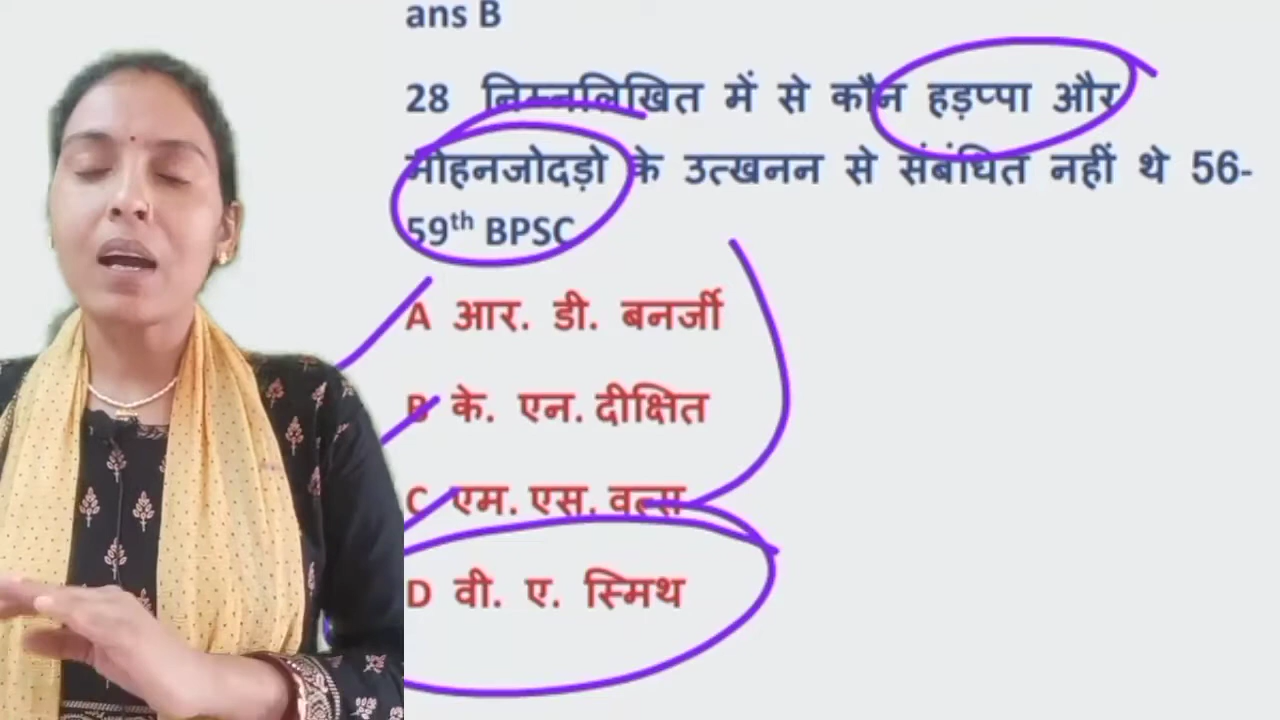 ans B
28 निम्नलिखित में से कौन हड़प्पा और
मोहनजोदड़ो के उत्खनन से संबंधित नहीं थे 56-
59th BPSC
A आर. डी. बनर्जी
B के. एन. दीक्षित
C एम. एस. वत्स
D वी. ए. स्मिथ